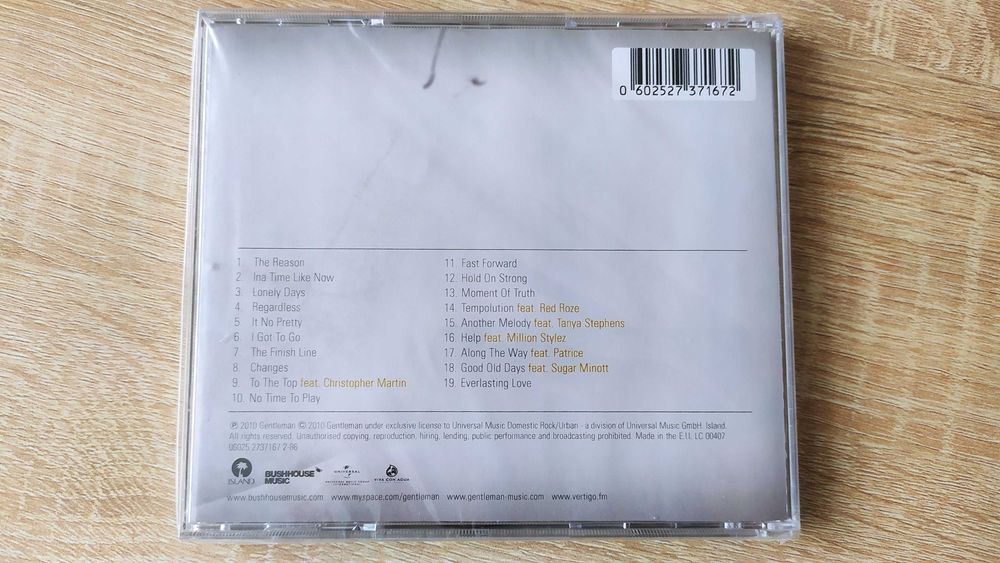 0 602527 371672
1. The Reason
2. Ina Time Like Now
3. Lonely Days
4. Regardless
5. It No Pretty
6. I Got To Go
7. The Finish Line
8. Changes
9. To The Top feat. Christopher Martin
10. No Time To Play
11. Fast Forward
12. Hold On Strong
13. Moment Of Truth
14. Tempolution feat. Red Roze
15. Another Melody feat. Tanya Stephens
16. Help feat. Million Stylez
17. Along The Way feat. Patrice
18. Good Old Days feat. Sugar Minott
19. Everlasting Love
℗ 2010 Gentleman © 2010 Gentleman under exclusive license to Universal Music Domestic Rock/Urban - a division of Universal Music GmbH. Island.
All rights reserved. Unauthorised copying, reproduction, hiring, lending, public performance and broadcasting prohibited. Made in the E.U. LC 00407
06025 2737167 2-86
ISLAND
BUSHHOUSE
MUSIC
UNIVERSAL
VIVA CON AGUA
www.bushhousemusic.com www.myspace.com/gentleman www.gentleman-music.com www.vertigo.fm